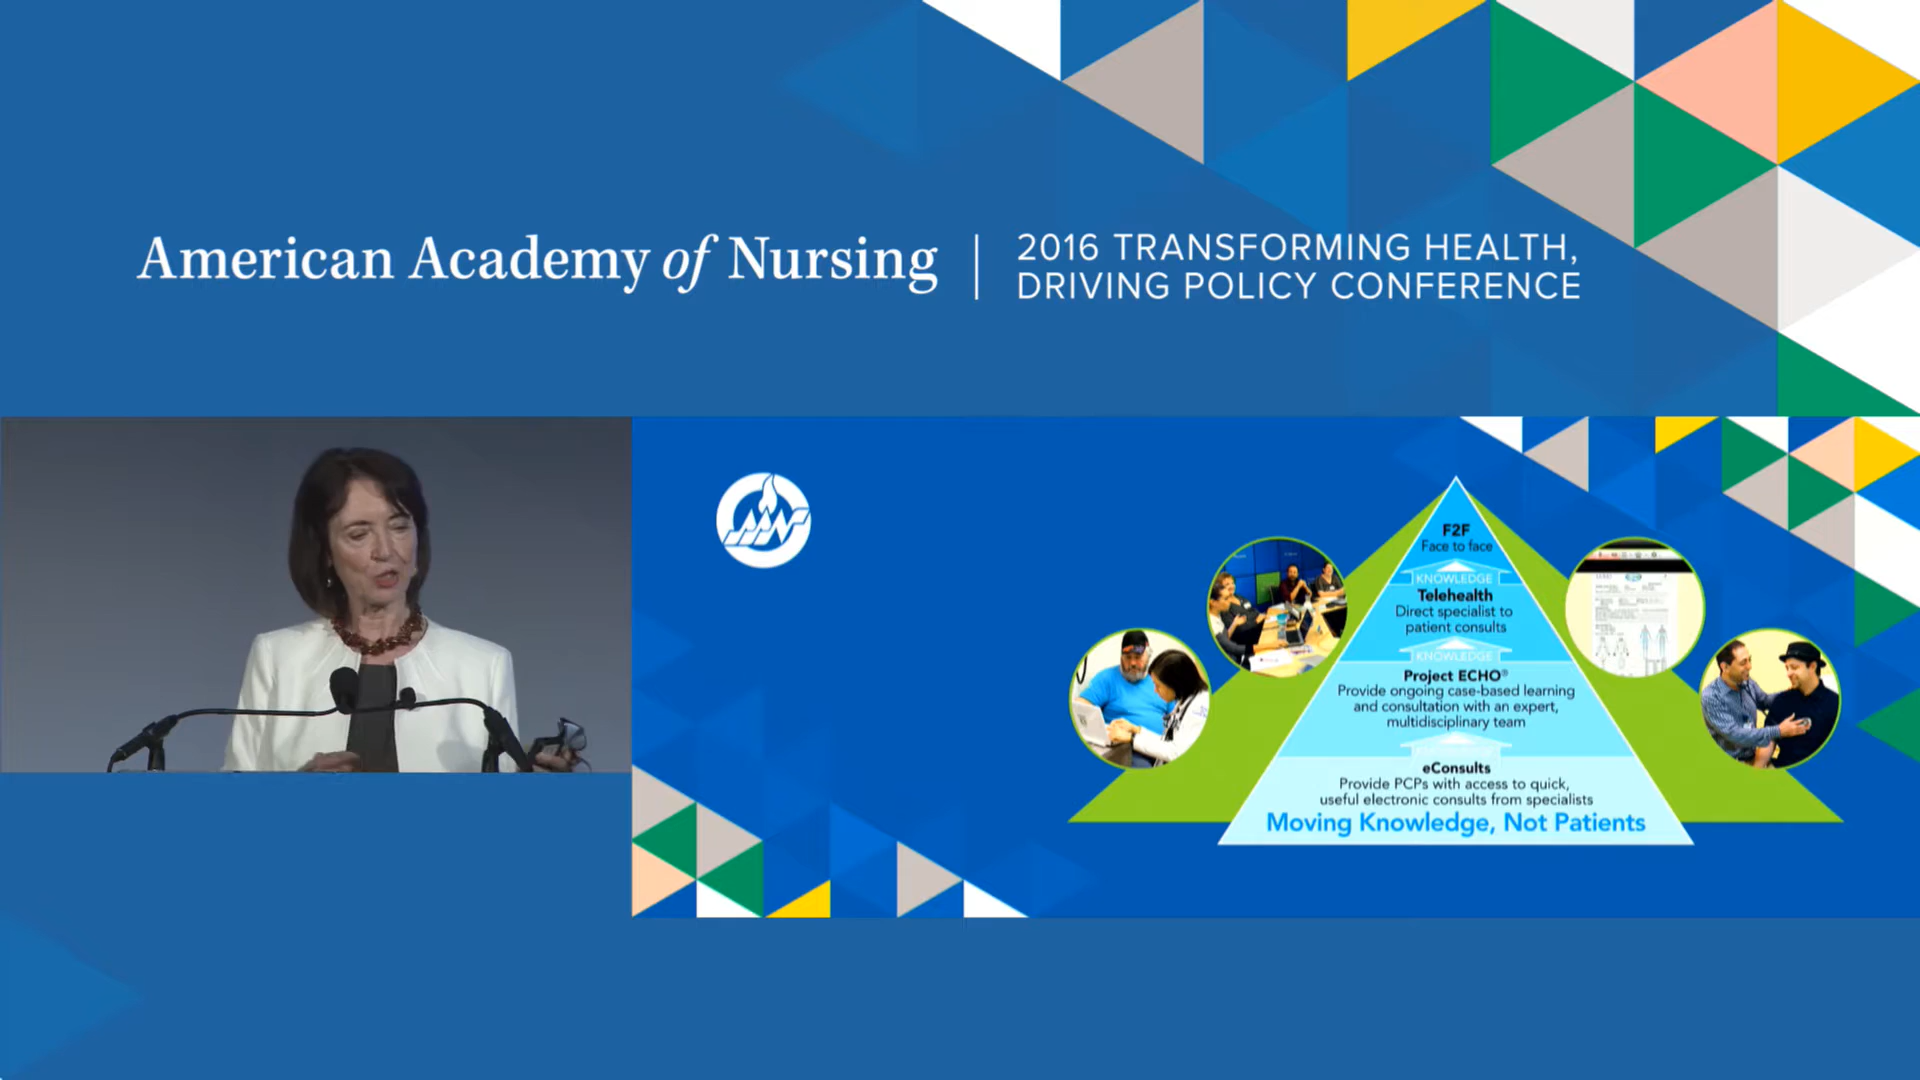 American Academy of Nursing
2016 TRANSFORMING HEALTH,
DRIVING POLICY CONFERENCE
F2F
Face to face
KNOWLEDGE
Telehealth
Direct specialist to
patient consults
KNOWLEDGE
Project ECHO®
Provide ongoing case-based learning
and consultation with an expert,
multidisciplinary team
eConsults
Provide PCPs with access to quick,
useful electronic consults from specialists
Moving Knowledge, Not Patients